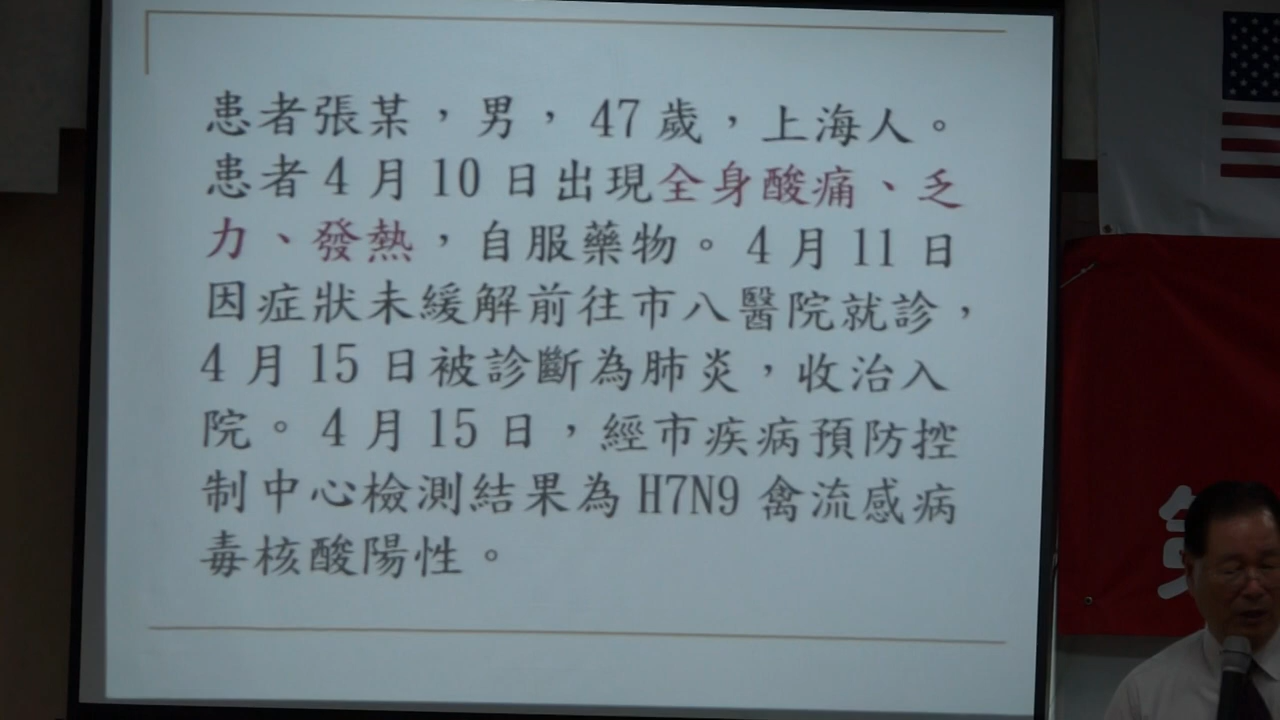 患者張某，男，47歲，上海人。
患者4月10日出現全身酸痛、乏
力、發熱，自服藥物。4月11日
因症狀未緩解前往市八醫院就診，
4月15日被診斷為肺炎，收治入
院。4月15日，經市疾病預防控
制中心檢測結果為H7N9禽流感病
毒核酸陽性。